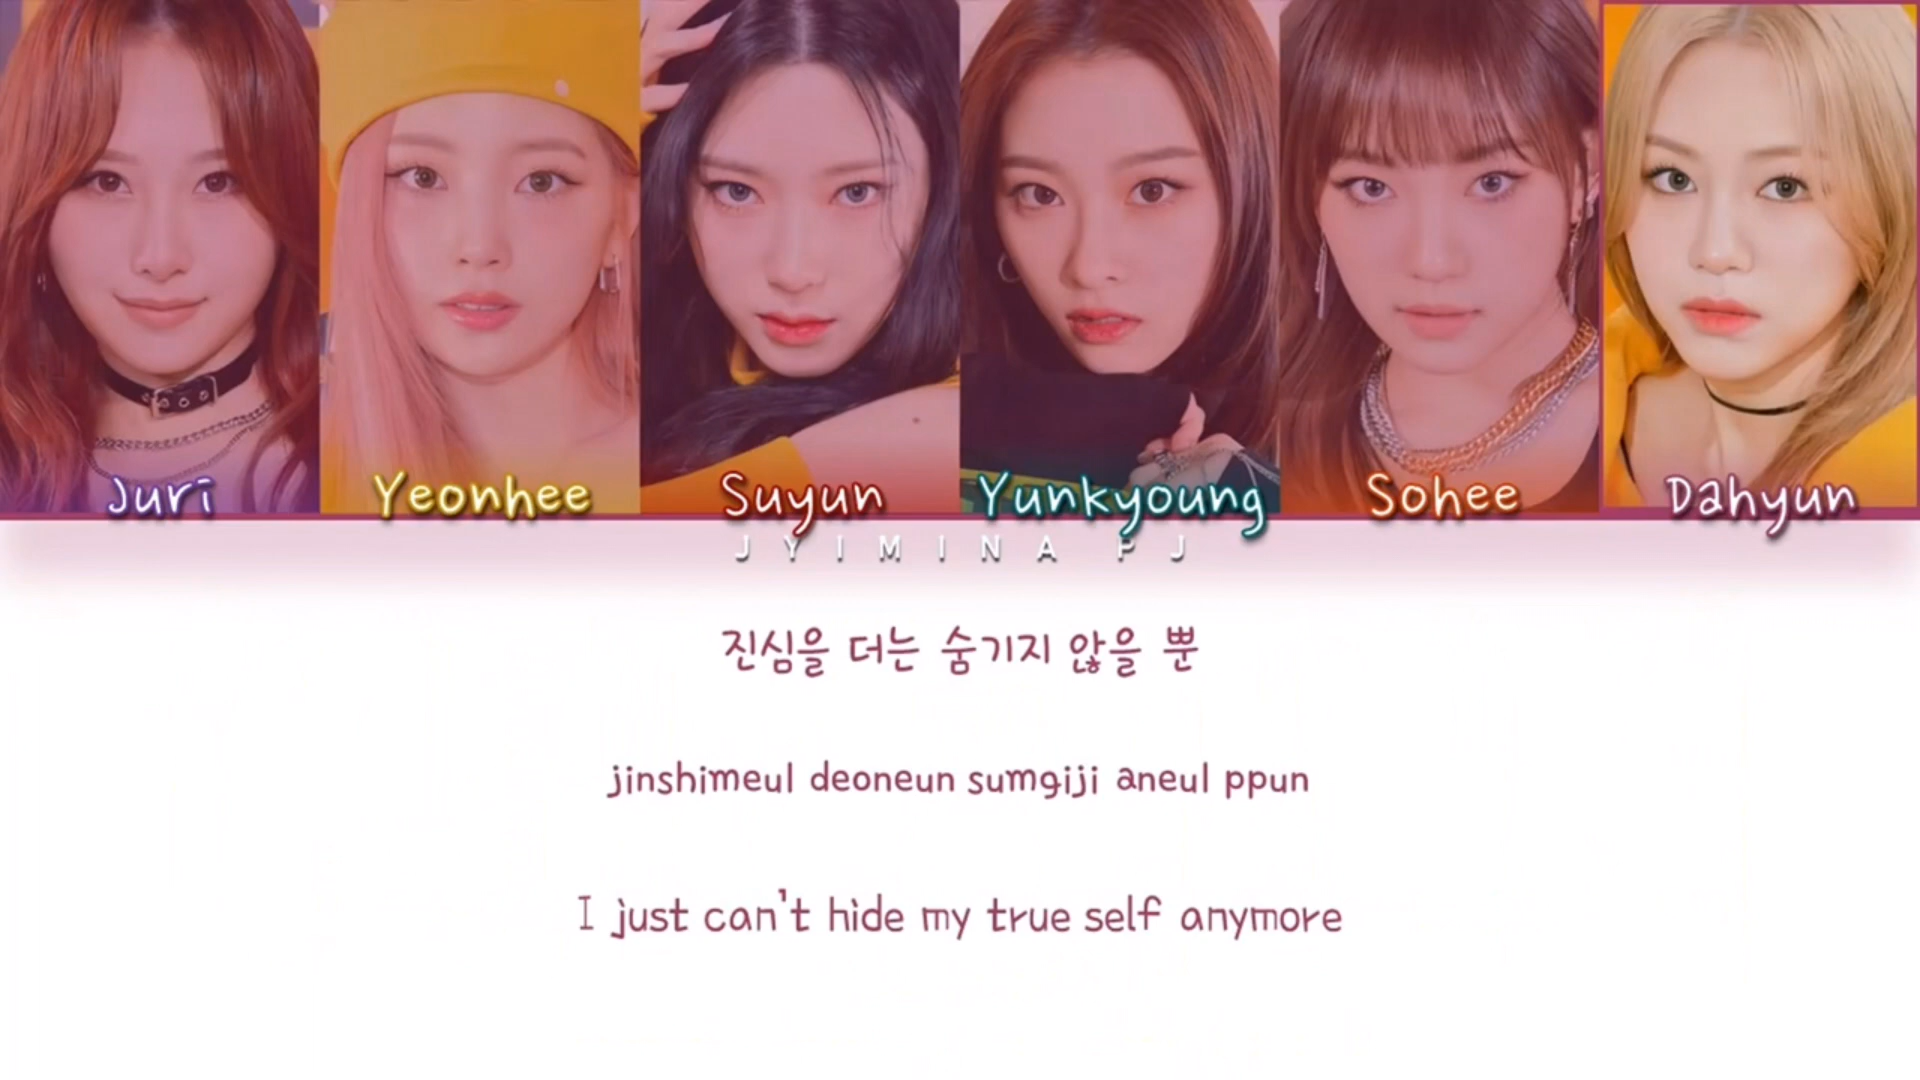 Juri Yeonhee Suyun Yunkyoung Sohee Dahyun
JYIMINA PJ
진심을 더는 숨기지 않을 뿐
jinshimeul deoneun sumgiji aneul ppun
I just can't hide my true self anymore